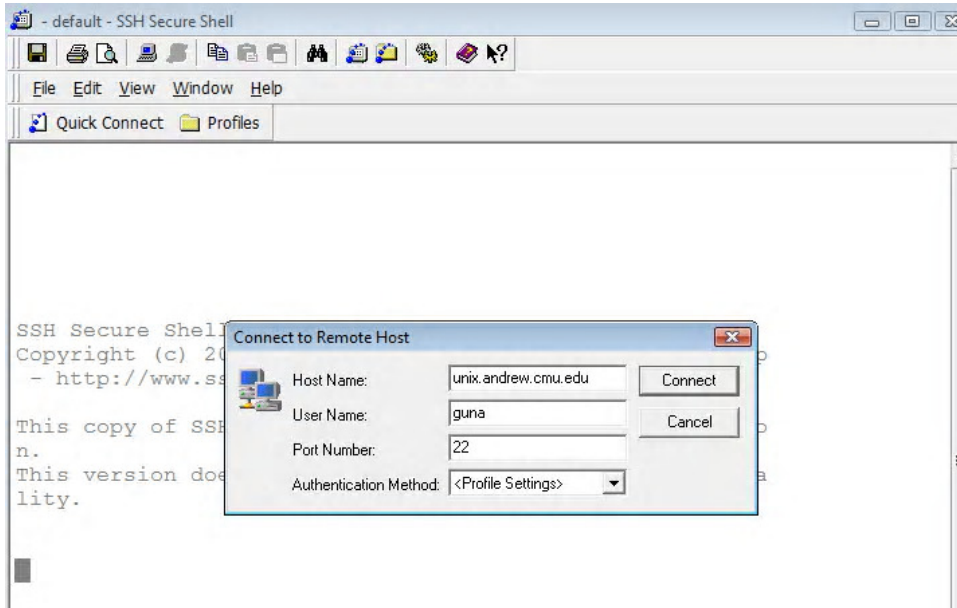 - default - SSH Secure Shell
File Edit View Window Help
Quick Connect Profiles
SSH Secure Shell
Copyright (c) 20
- http://www.ss
This copy of SSH
n.
This version doe
lity.
Connect to Remote Host
Host Name: unix.andrew.cmu.edu Connect
User Name: guna Cancel
Port Number: 22
Authentication Method: <Profile Settings>